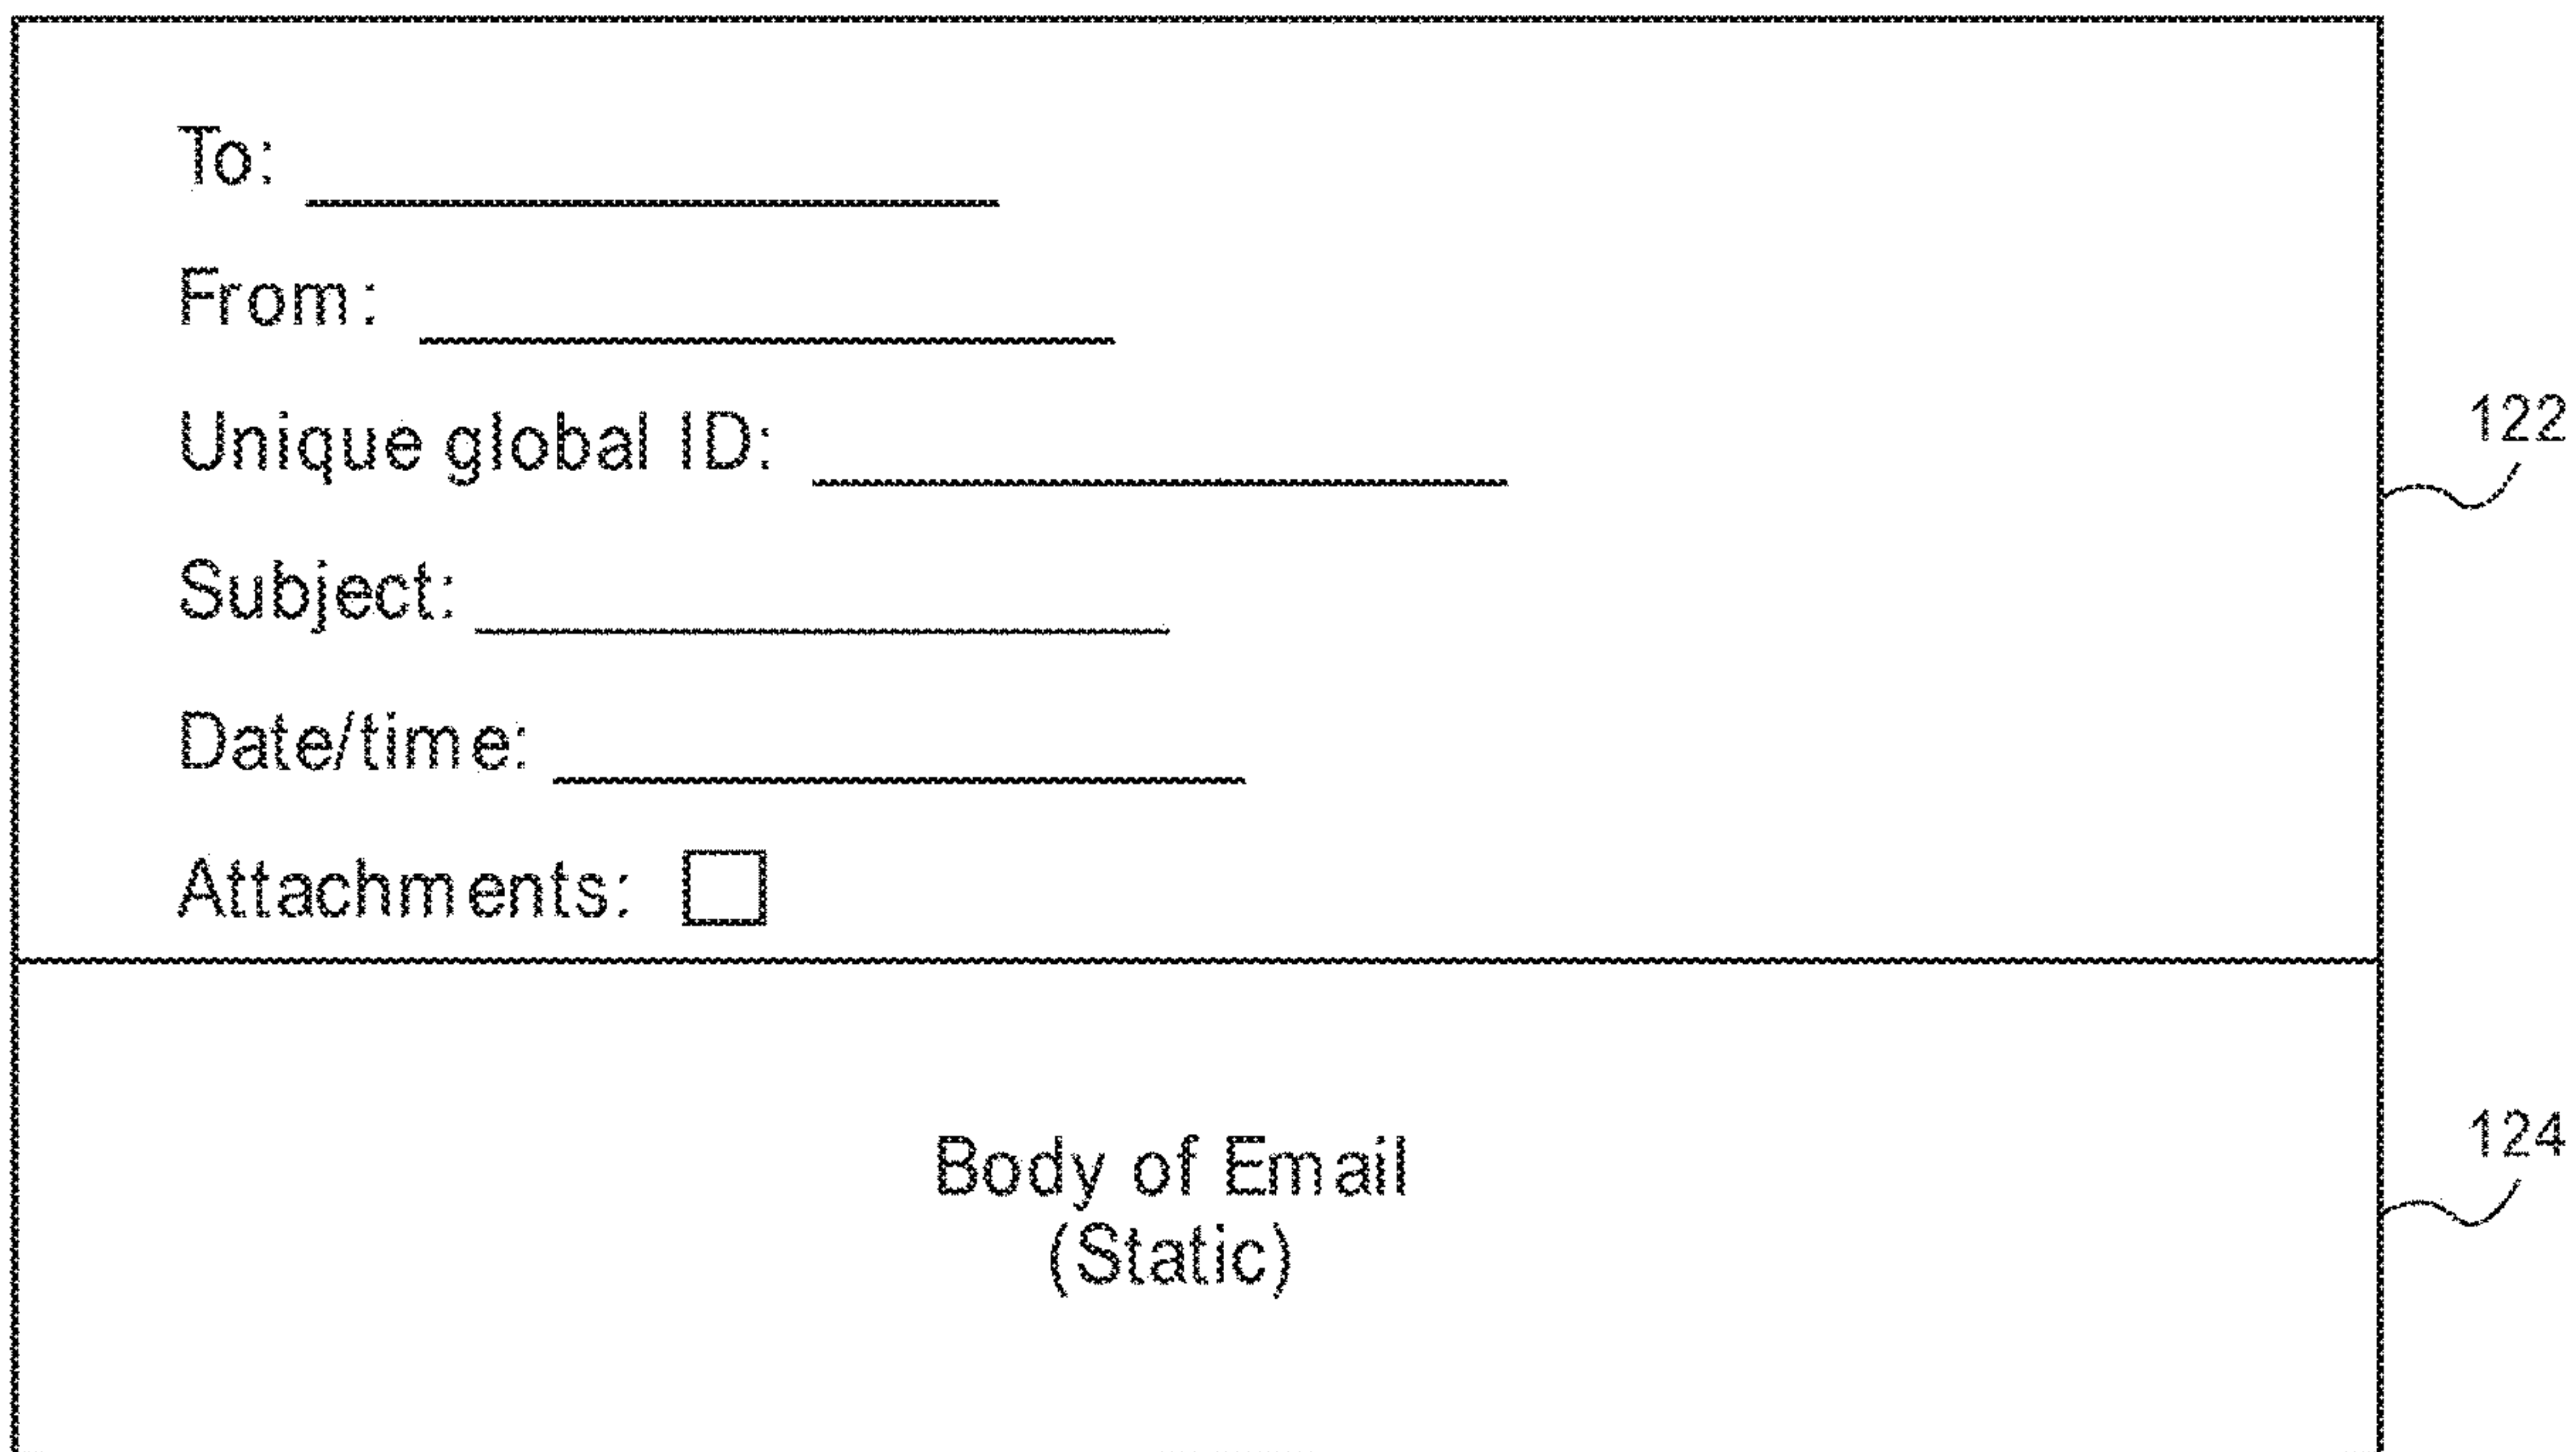 To:
From:
Unique global ID:
122
Subject:
Date/time:
Attachments:
Body of Email
124
(Static)